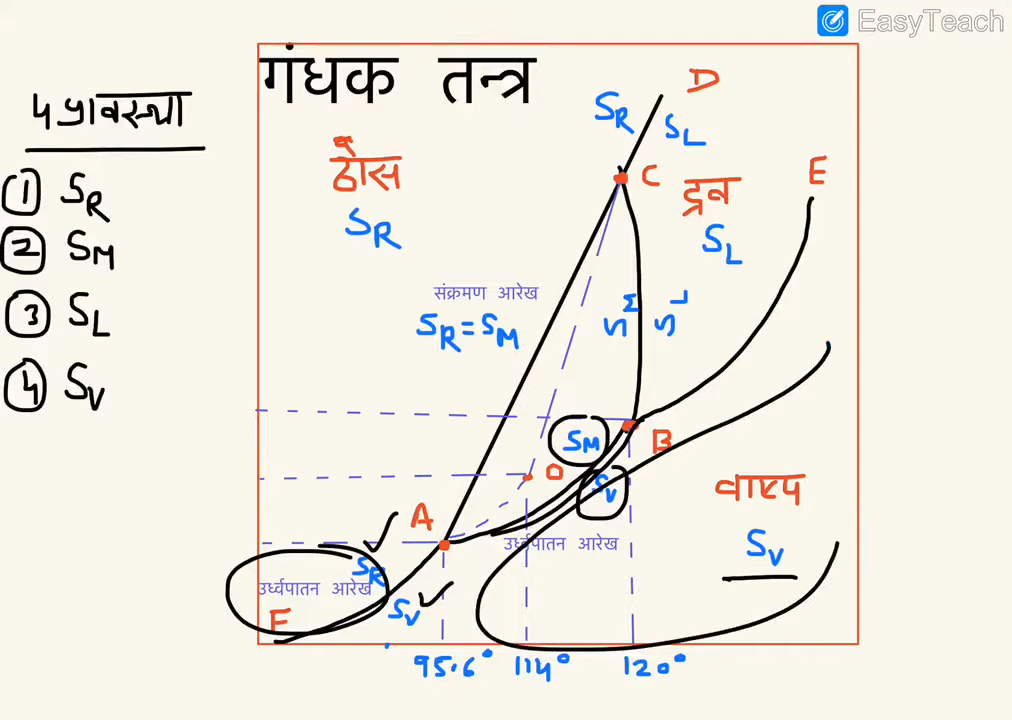 EasyTeach
गंधक तन्त्र
4 प्रावस्था
① SR
② SM
③ SL
④ SV
ठोस
SR
SR
SL
D
C
द्रव
SL
E
संक्रमण आरेख
SR = SM
SM
SL
SM
B
O
SV
A
वाष्प
SV
उर्ध्वपातन आरेख
SR
उर्ध्वपातन आरेख
SV
F
95.6° 114° 120°